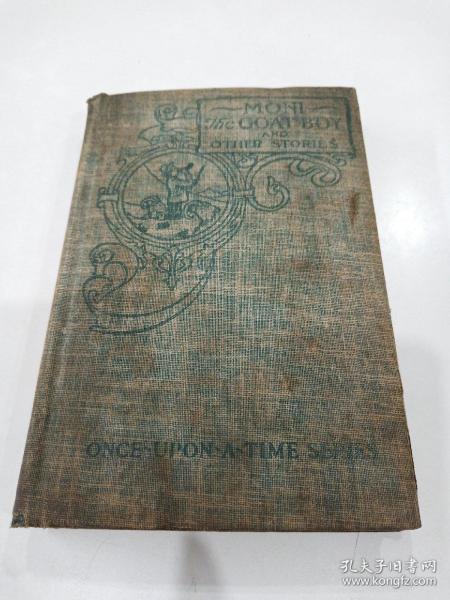 MONI
The GOAT BOY
AND
OTHER STORIES
ONCE·UPON·A·TIME SERIES
孔夫子旧书网
www.kongfz.com